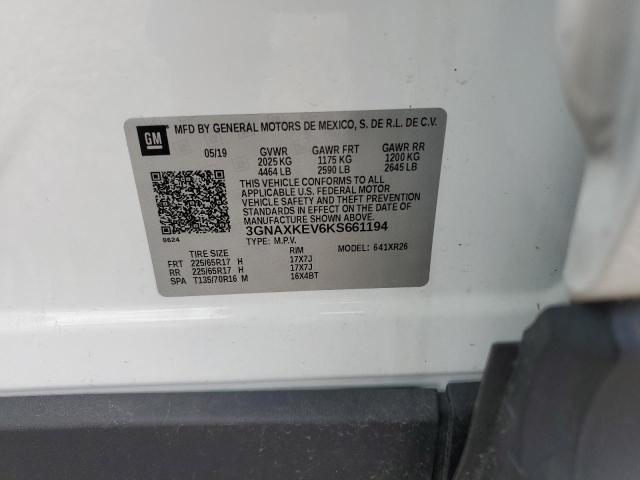 GM
MFD BY GENERAL MOTORS DE MEXICO, S. DE R.L. DE C.V.
05/19 GVWR GAWR FRT GAWR RR
2025 KG 1175 KG 1200 KG
4464 LB 2590 LB 2645 LB
THIS VEHICLE CONFORMS TO ALL
APPLICABLE U.S. FEDERAL MOTOR
VEHICLE SAFETY AND THEFT
PREVENTION STANDARDS IN
EFFECT ON THE DATE OF
MANUFACTURE SHOWN ABOVE.
3GNAXKEV6KS661194
TYPE: M.P.V. MODEL: 641XR26
8624
TIRE SIZE RIM
FRT 225/65R17 H 17X7J
RR 225/65R17 H 17X7J
SPA T135/70R16 M 16X4BT